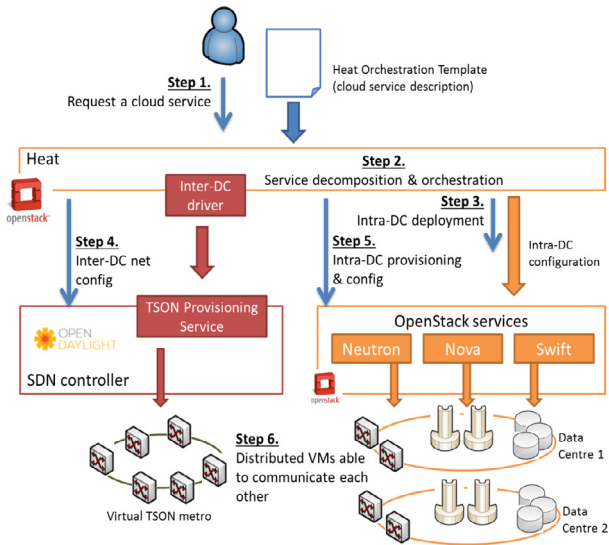 Step 1.
Request a cloud service
Heat Orchestration Template
(cloud service description)
Heat
Step 2.
Service decomposition & orchestration
openstack
Inter-DC
driver
Step 3.
Intra-DC deployment
Step 4.
Inter-DC net
config
Step 5.
Intra-DC provisioning
& config
Intra-DC
configuration
TSON Provisioning
Service
OPEN
DAYLIGHT
SDN controller
OpenStack services
Neutron
Nova
Swift
openstack
Step 6.
Distributed VMs able
to communicate each
other
Virtual TSON metro
Data
Centre 1
Data
Centre 2